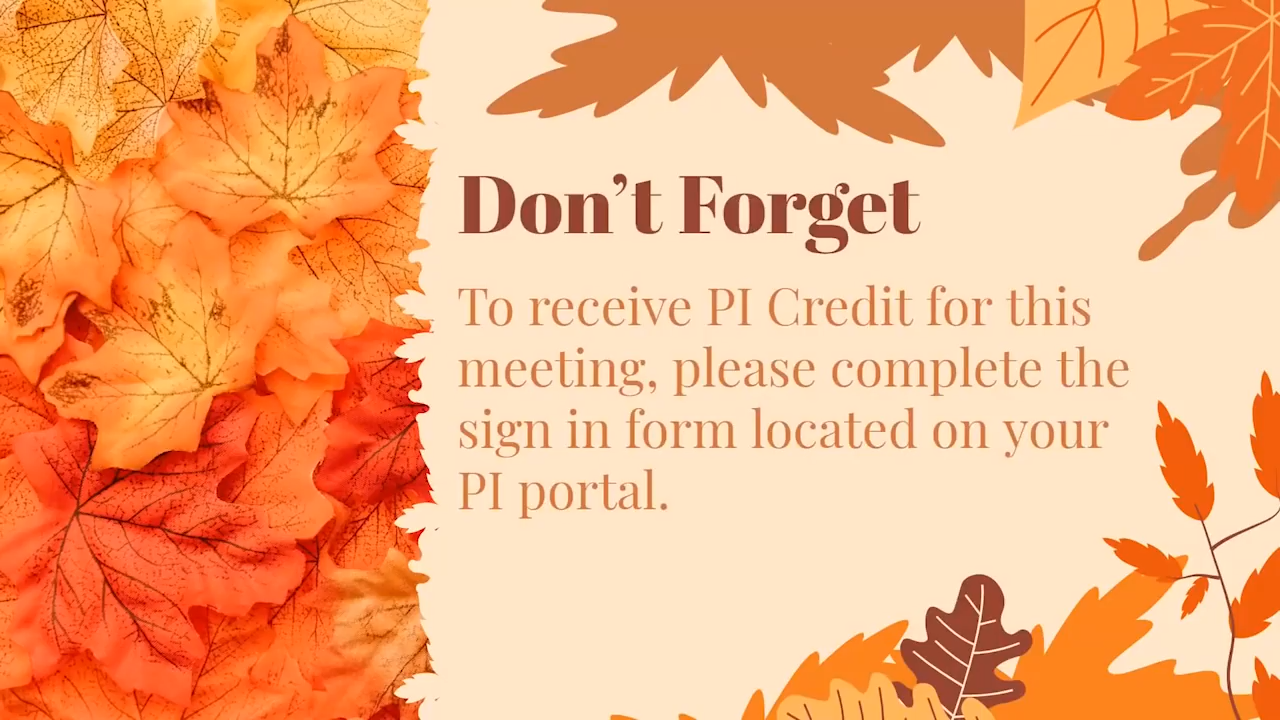 Don’t Forget
To receive PI Credit for this
meeting, please complete the
sign in form located on your
PI portal.